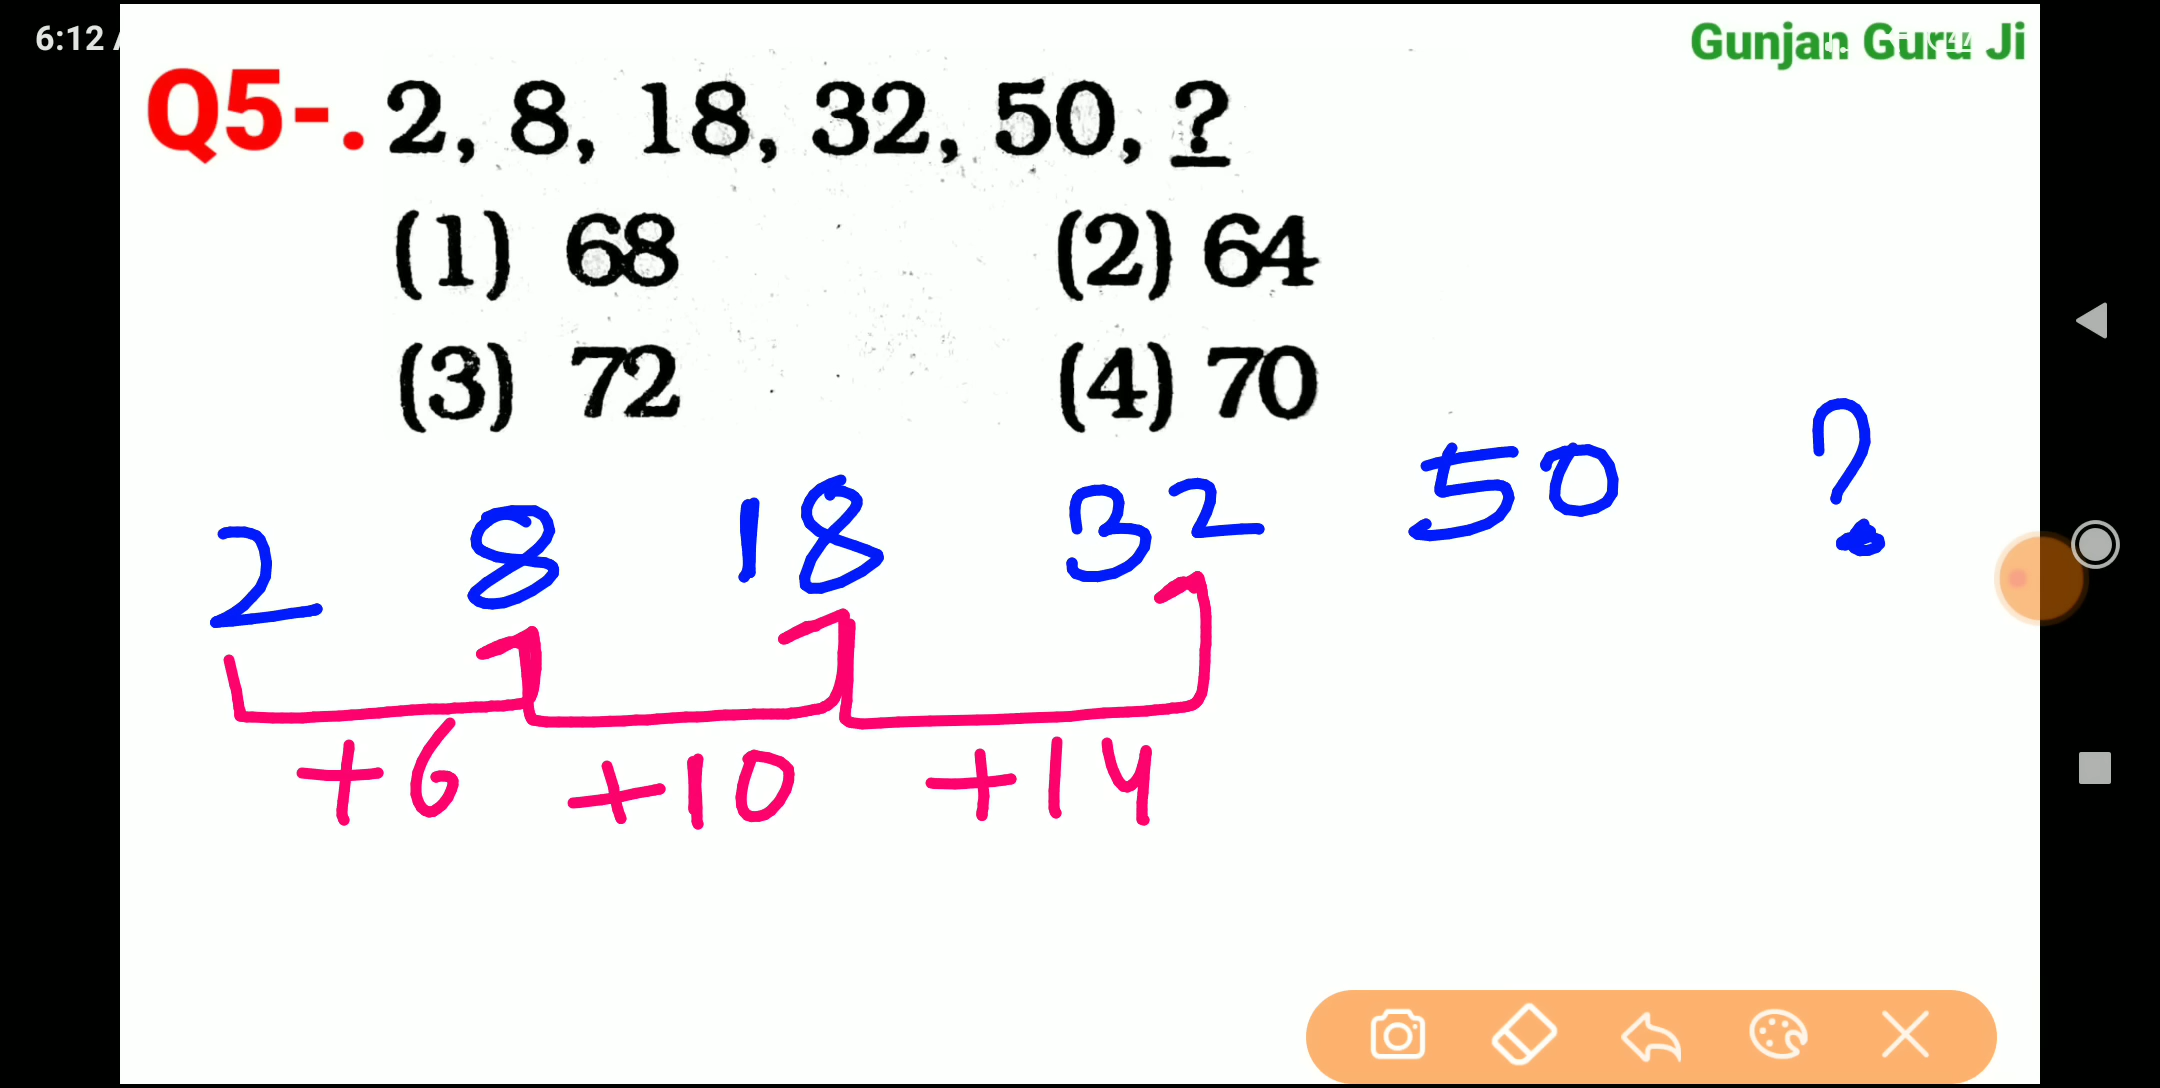 6:12
Gunjan Guru Ji
Q5-. 2, 8, 18, 32, 50, ?
(1) 68 (2) 64
(3) 72 (4) 70
2 8 18 32 50 ?
+6 +10 +14